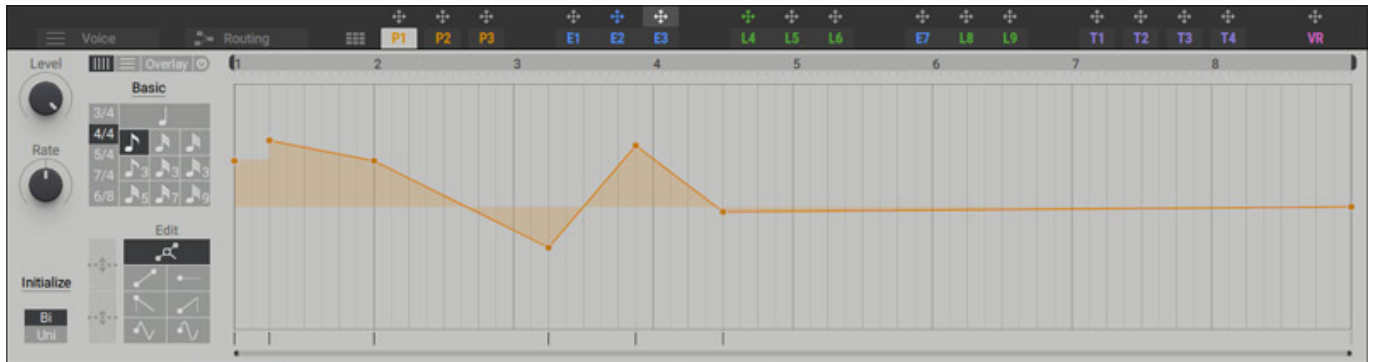 Voice Routing P1 P2 P3 E1 E2 E3 L4 L5 L6 E7 L8 L9 T1 T2 T3 T4 VR
Level Overlay 1 2 3 4 5 6 7 8
Basic
3/4
4/4
Rate
5/4
7/4 3 3 3
6/8 5 7 9
Edit
Initialize
Bi
Uni